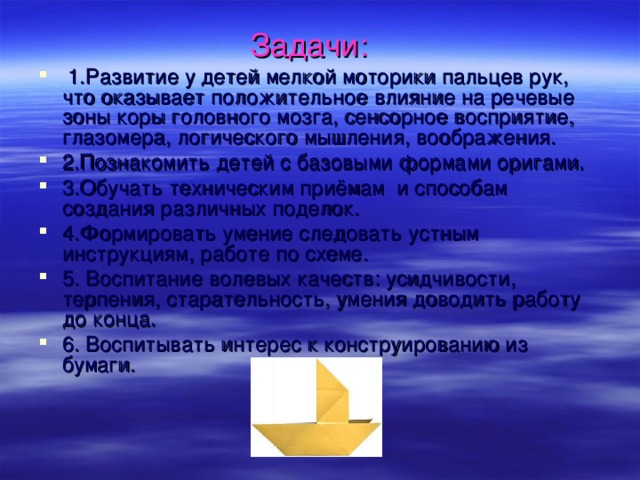 Задачи:
1.Развитие у детей мелкой моторики пальцев рук,
что оказывает положительное влияние на речевые
зоны коры головного мозга, сенсорное восприятие,
глазомера, логического мышления, воображения.
2.Познакомить детей с базовыми формами оригами.
3.Обучать техническим приёмам и способам
создания различных поделок.
4.Формировать умение следовать устным
инструкциям, работе по схеме.
5. Воспитание волевых качеств: усидчивости,
терпения, старательность, умения доводить работу
до конца.
6. Воспитывать интерес к конструированию из
бумаги.